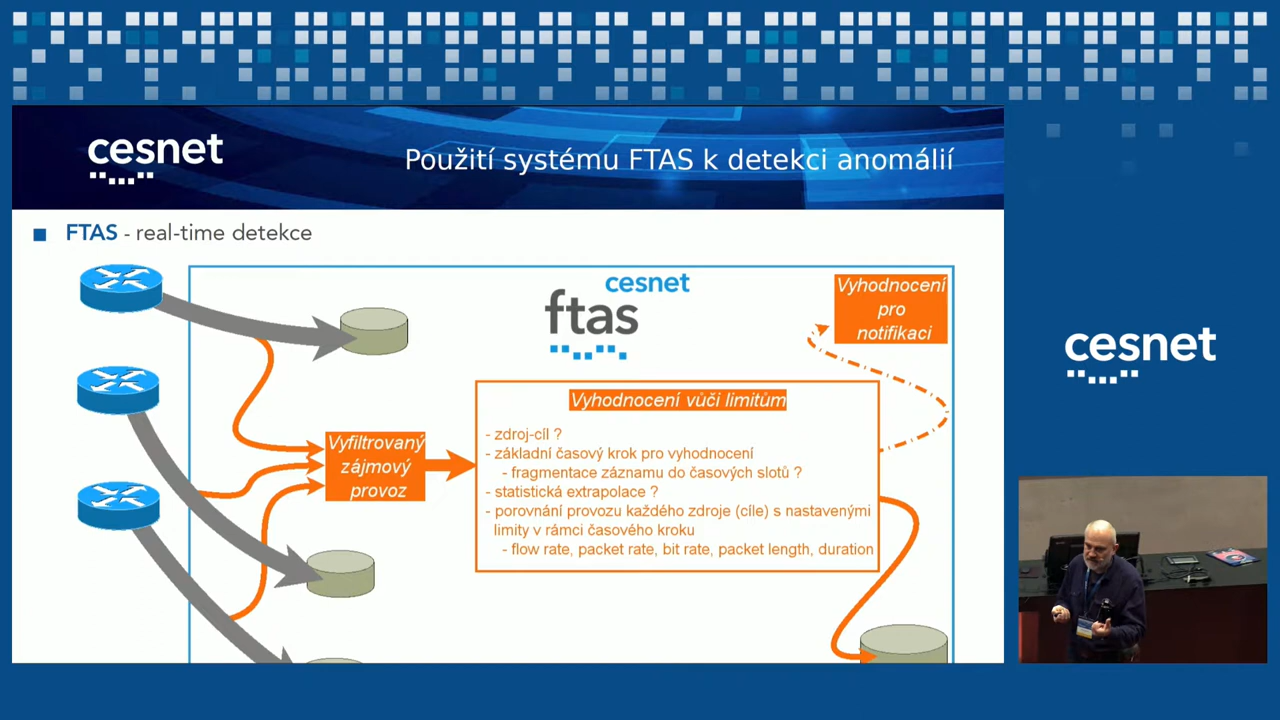 cesnet
Použití systému FTAS k detekci anomálií
FTAS - real-time detekce
cesnet
ftas
Vyhodnocení
pro
notifikaci
Vyhodnocení vůči limitům
- zdroj-cíl ?
- základní časový krok pro vyhodnocení
- fragmentace záznamu do časových slotů ?
- statistická extrapolace ?
- porovnání provozu každého zdroje (cíle) s nastavenými
limity v rámci časového kroku
- flow rate, packet rate, bit rate, packet length, duration
Vyfiltrovaný
zájmový
provoz
cesnet